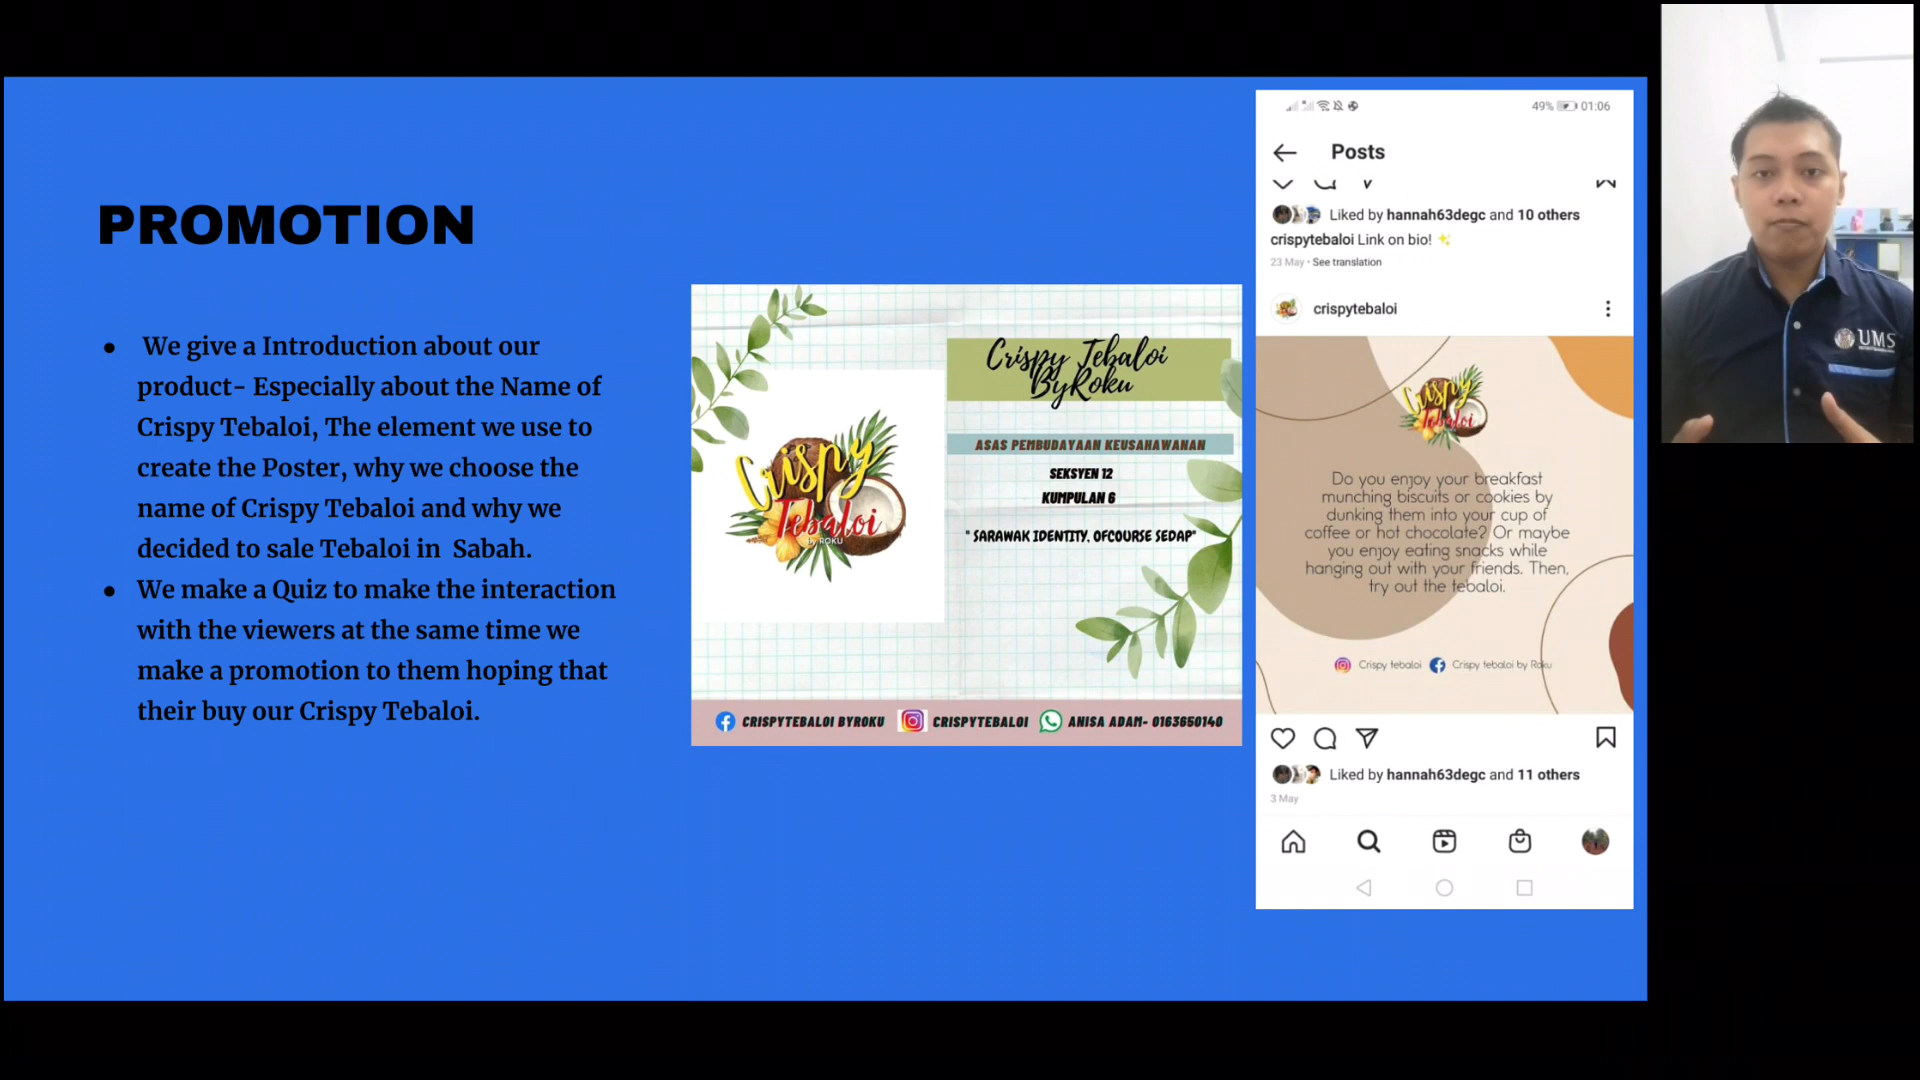 PROMOTION
● We give a Introduction about our
product- Especially about the Name of
Crispy Tebaloi, The element we use to
create the Poster, why we choose the
name of Crispy Tebaloi and why we
decided to sale Tebaloi in Sabah.
● We make a Quiz to make the interaction
with the viewers at the same time we
make a promotion to them hoping that
their buy our Crispy Tebaloi.
Crispy
Tebaloi
by ROKU
Crispy Tebaloi
ByRoku
ASAS PEMBUDAYAAN KEUSAHAWANAN
SEKSYEN 12
KUMPULAN 6
" SARAWAK IDENTITY, OFCOURSE SEDAP"
CRISPYTEBALOI BYROKU CRISPYTEBALOI ANISA ADAM- 0163650140
49% 01:06
Posts
Liked by hannah63degc and 10 others
crispytebaloi Link on bio! ✨
23 May • See translation
crispytebaloi
Crispy
Tebaloi
Do you enjoy your breakfast
munching biscuits or cookies by
dunking them into your cup of
coffee or hot chocolate? Or maybe
you enjoy eating snacks while
hanging out with your friends. Then,
try out the tebaloi.
Crispy tebaloi Crispy tebaloi by Roku
Liked by hannah63degc and 11 others
3 May
UMS